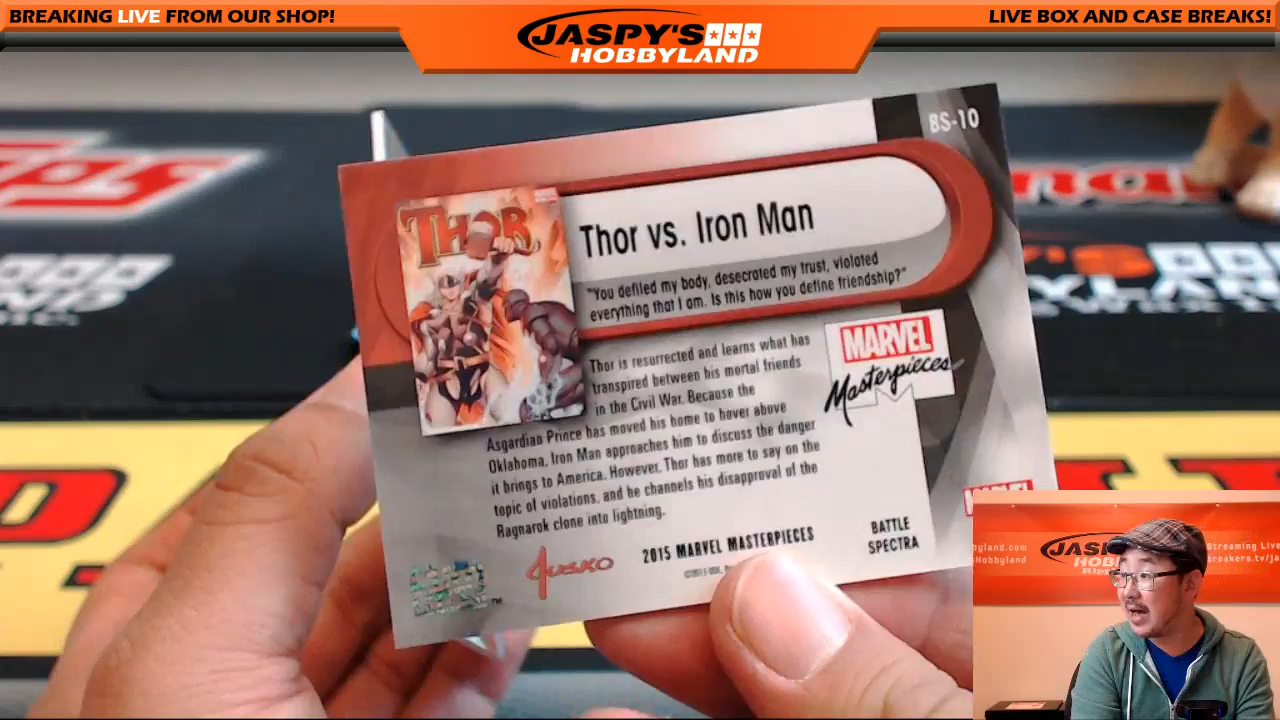 BREAKING LIVE FROM OUR SHOP!
JASPY'S
HOBBYLAND
LIVE BOX AND CASE BREAKS!
BS-10
THOR
Thor vs. Iron Man
"You defiled my body, desecrated my trust, violated
everything that I am. Is this how you define friendship?"
Thor is resurrected and learns what has
transpired between his mortal friends
in the Civil War. Because the
Asgardian Prince has moved his home to hover above
Oklahoma, Iron Man approaches him to discuss the danger
it brings to America. However, Thor has more to say on the
topic of violations, and he channels his disapproval of the
Ragnarok clone into lightning.
MARVEL
Masterpieces
JUSKO
2015 MARVEL MASTERPIECES
BATTLE
SPECTRA
MARVEL